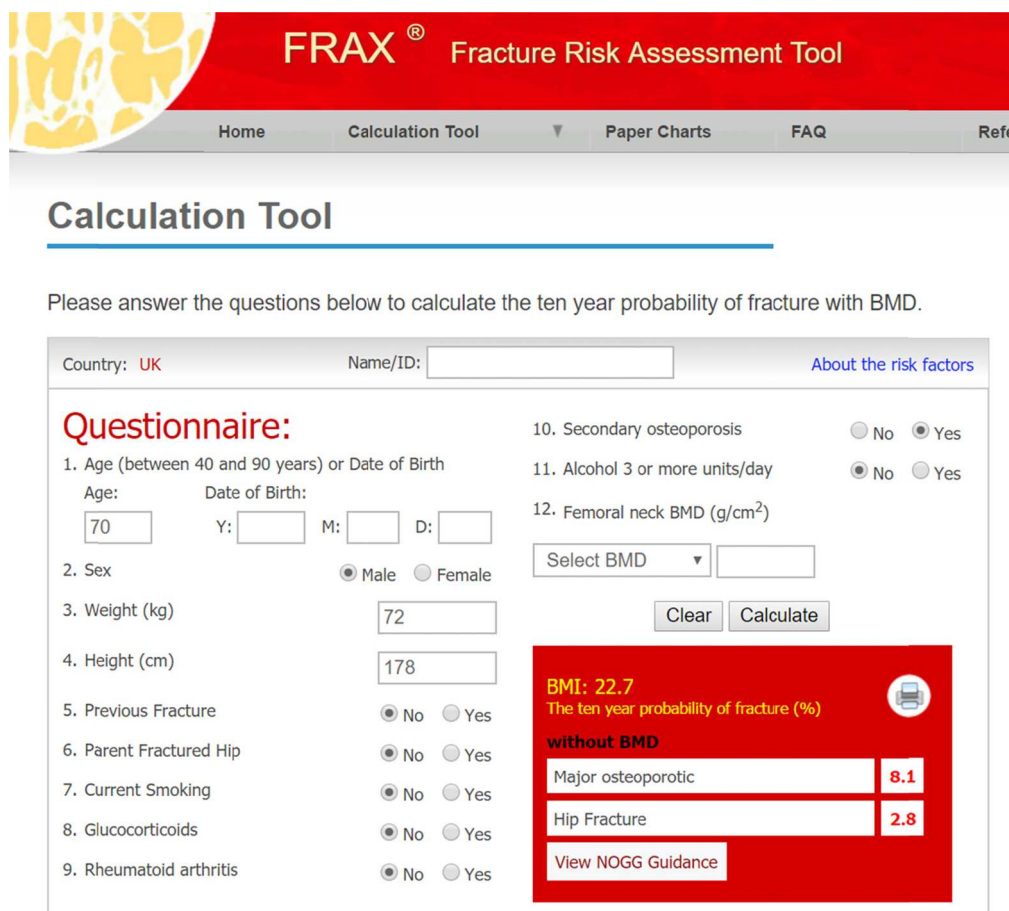 FRAX ® Fracture Risk Assessment Tool
Home Calculation Tool ▼ Paper Charts FAQ Refe
Calculation Tool
Please answer the questions below to calculate the ten year probability of fracture with BMD.
Country: UK Name/ID: About the risk factors
Questionnaire:
1. Age (between 40 and 90 years) or Date of Birth
Age: Date of Birth:
70 Y: M: D:
2. Sex Male Female
3. Weight (kg) 72
4. Height (cm) 178
5. Previous Fracture No Yes
6. Parent Fractured Hip No Yes
7. Current Smoking No Yes
8. Glucocorticoids No Yes
9. Rheumatoid arthritis No Yes
10. Secondary osteoporosis No Yes
11. Alcohol 3 or more units/day No Yes
12. Femoral neck BMD (g/cm²)
Select BMD ▼
Clear Calculate
BMI: 22.7
The ten year probability of fracture (%)
without BMD
Major osteoporotic 8.1
Hip Fracture 2.8
View NOGG Guidance